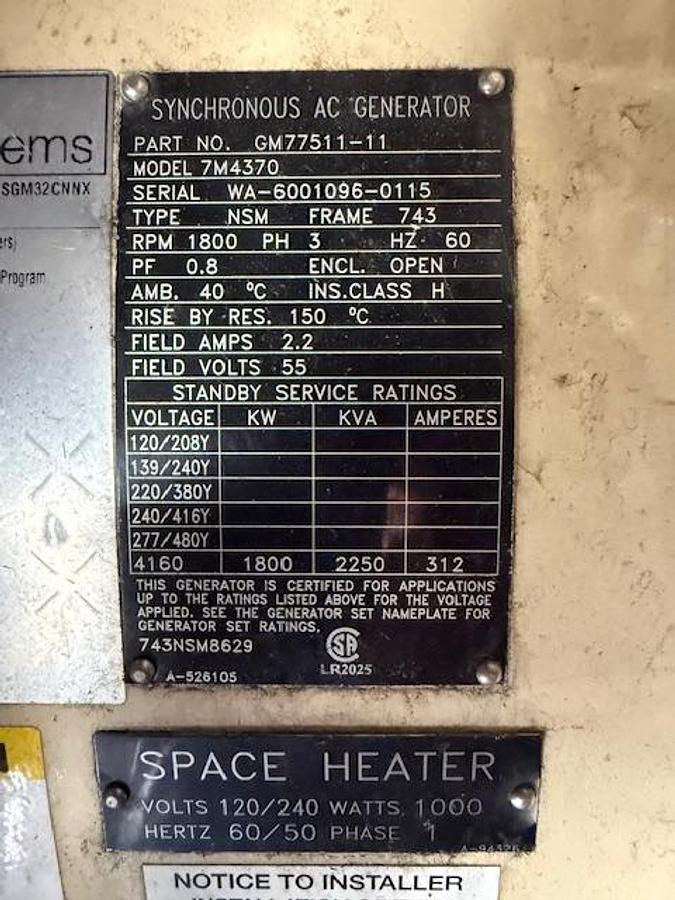 ems
SGM32CNNX
ers)
Program
SYNCHRONOUS AC GENERATOR
PART NO. GM77511-11
MODEL 7M4370
SERIAL WA-6001096-0115
TYPE NSM FRAME 743
RPM 1800 PH 3 HZ 60
PF 0.8 ENCL. OPEN
AMB. 40 °C INS.CLASS H
RISE BY RES. 150 °C
FIELD AMPS 2.2
FIELD VOLTS 55
STANDBY SERVICE RATINGS
VOLTAGE KW KVA AMPERES
120/208Y
139/240Y
220/380Y
240/416Y
277/480Y
4160 1800 2250 312
THIS GENERATOR IS CERTIFIED FOR APPLICATIONS
UP TO THE RATINGS LISTED ABOVE FOR THE VOLTAGE
APPLIED. SEE THE GENERATOR SET NAMEPLATE FOR
GENERATOR SET RATINGS.
743NSM8629
SA
LR2025
A-526105
SPACE HEATER
VOLTS 120/240 WATTS 1000
HERTZ 60/50 PHASE 1
A-94326
NOTICE TO INSTALLER